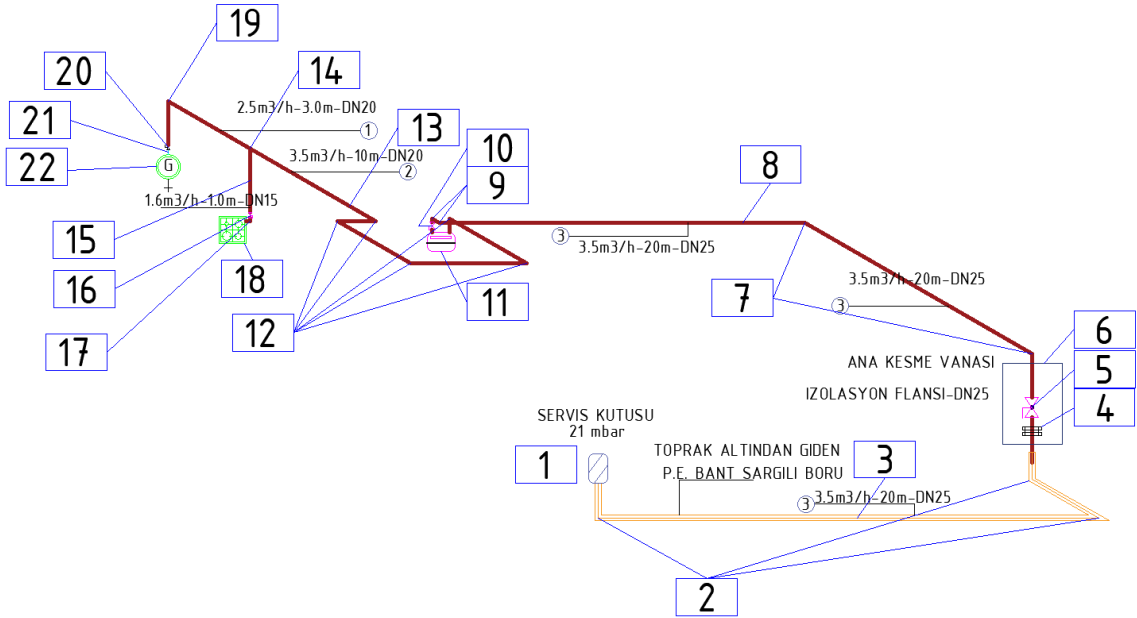 19
20
14
2.5m3/h-3.0m-DN20
21
1
13
22
G
3.5m3/h-10m-DN20
2
10
8
9
1.6m3/h-1.0m-DN15
15
3
3.5m3/h-20m-DN25
16
18
11
7
3.5m3/h-20m-DN25
3
12
17
6
ANA KESME VANASI
5
IZOLASYON FLANSI-DN25
4
SERVIS KUTUSU
21 mbar
1
TOPRAK ALTINDAN GIDEN
P.E. BANT SARGILI BORU
3
3
3.5m3/h-20m-DN25
2